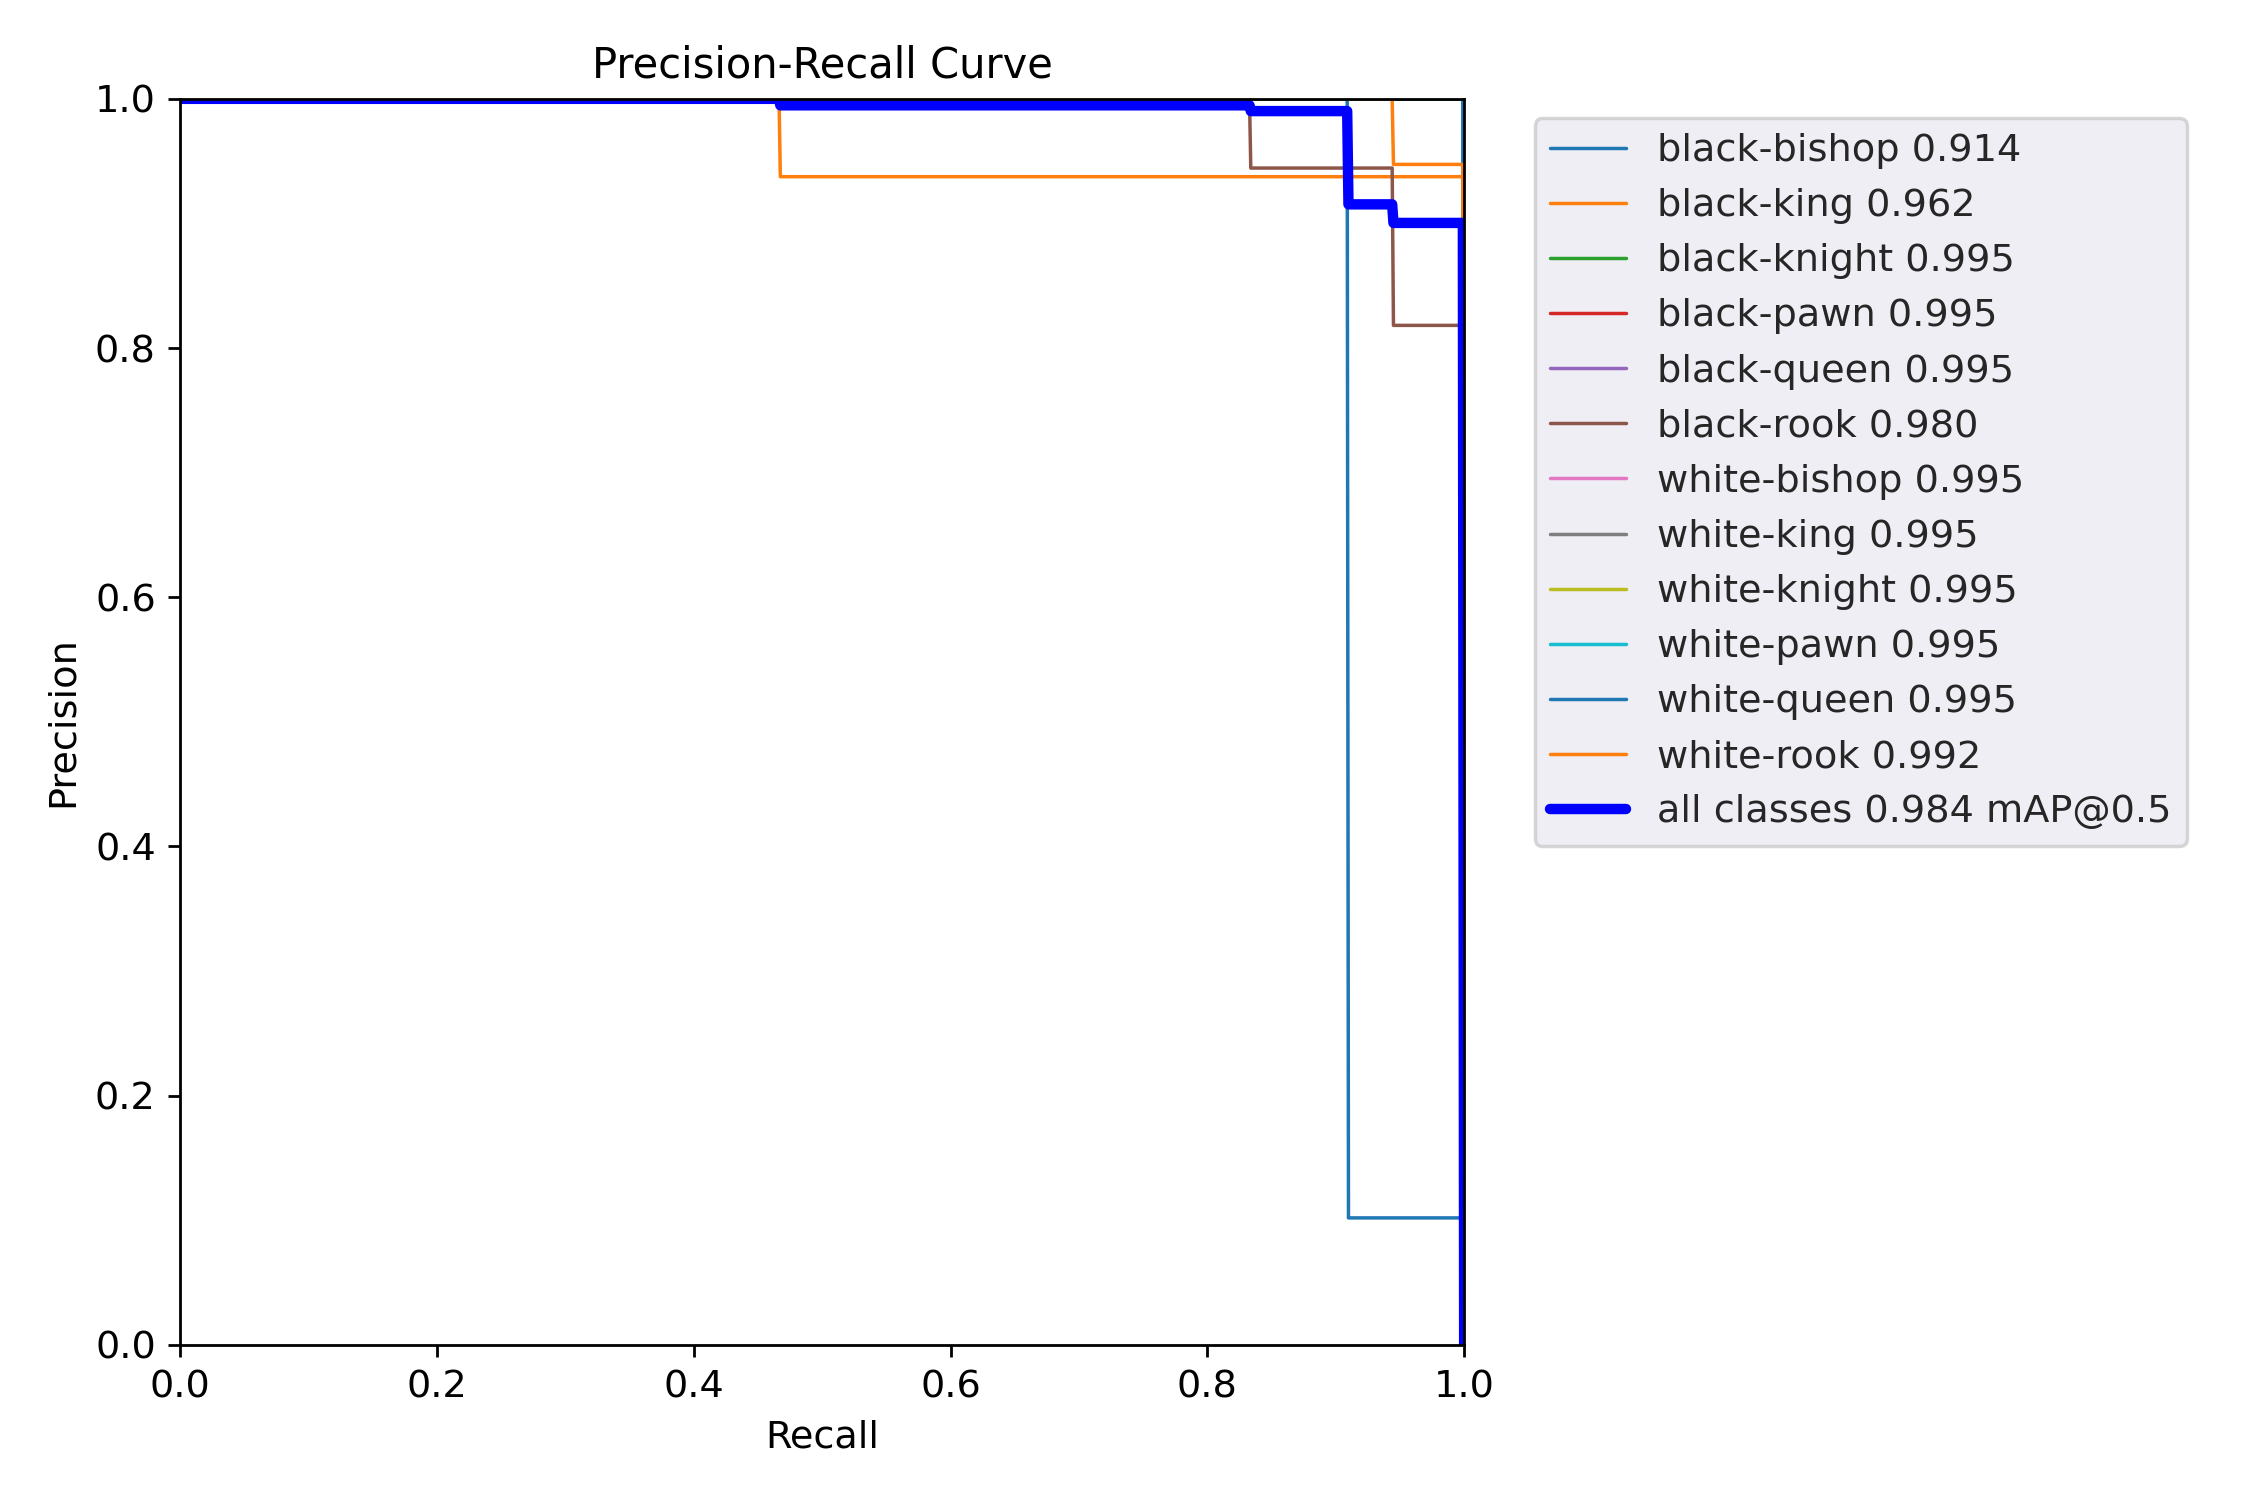 Precision-Recall Curve
1.0
0.8
0.6
0.4
0.2
0.0
Precision
0.0 0.2 0.4 0.6 0.8 1.0
Recall
black-bishop 0.914
black-king 0.962
black-knight 0.995
black-pawn 0.995
black-queen 0.995
black-rook 0.980
white-bishop 0.995
white-king 0.995
white-knight 0.995
white-pawn 0.995
white-queen 0.995
white-rook 0.992
all classes 0.984 mAP@0.5